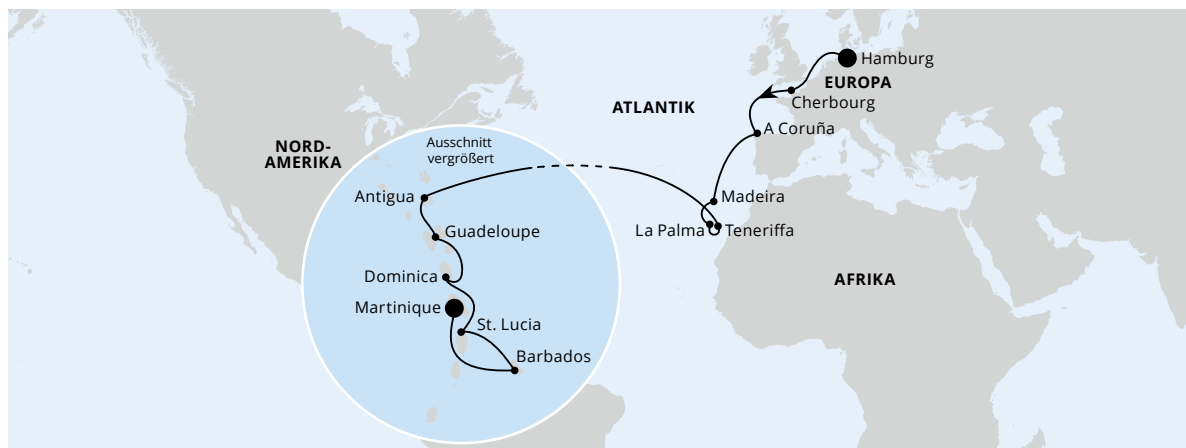 Hamburg
EUROPA
Cherbourg
ATLANTIK
A Coruña
NORD-
AMERIKA
Ausschnitt
vergrößert
Antigua
Madeira
La Palma
Teneriffa
Guadeloupe
Dominica
AFRIKA
Martinique
St. Lucia
Barbados